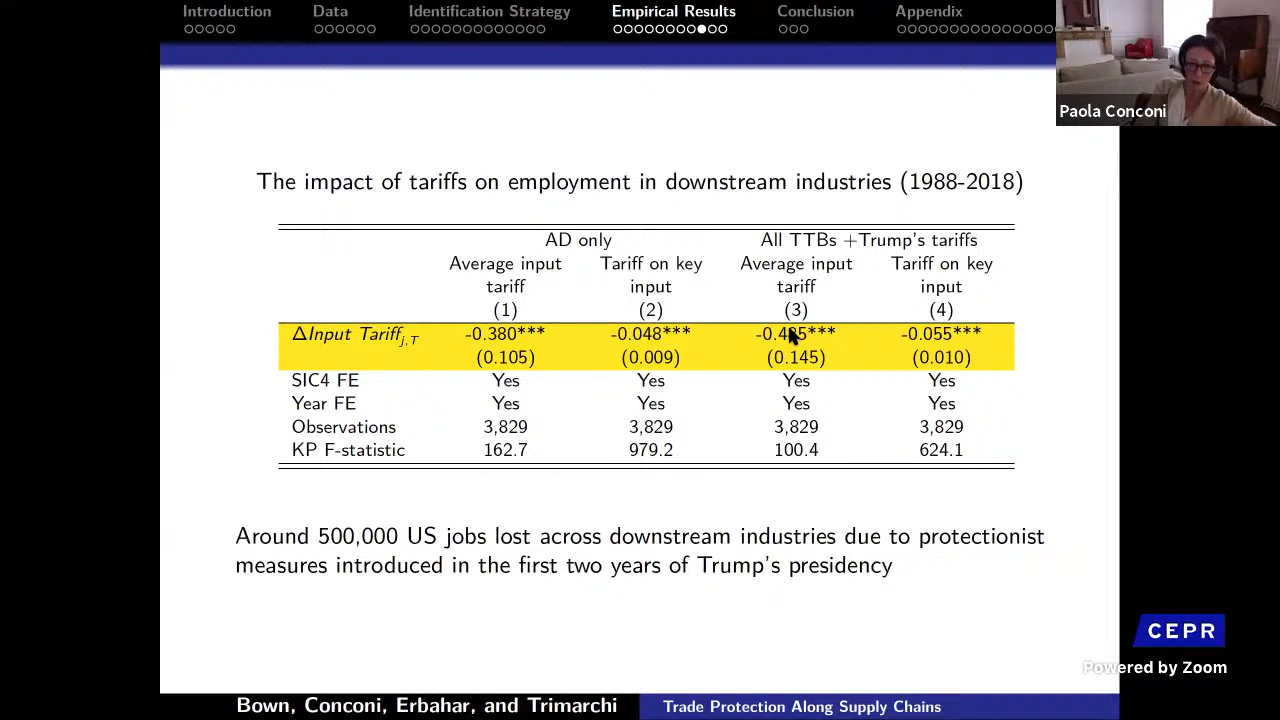 Introduction Data Identification Strategy Empirical Results Conclusion Appendix
Paola Conconi
The impact of tariffs on employment in downstream industries (1988-2018)
AD only All TTBs +Trump's tariffs
Average input Tariff on key Average input Tariff on key
tariff input tariff input
(1) (2) (3) (4)
ΔInput Tariff j,T -0.380*** -0.048*** -0.055***
(0.105) (0.009) (0.145) (0.010)
SIC4 FE Yes Yes Yes Yes
Year FE Yes Yes Yes Yes
Observations 3,829 3,829 3,829 3,829
KP F-statistic 162.7 979.2 100.4 624.1
Around 500,000 US jobs lost across downstream industries due to protectionist
measures introduced in the first two years of Trump's presidency
CEPR
Powered by Zoom
Bown, Conconi, Erbahar, and Trimarchi Trade Protection Along Supply Chains